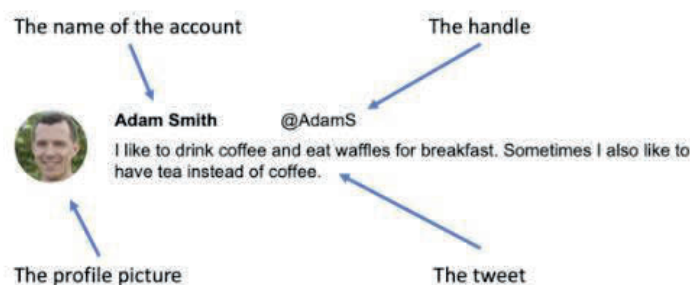 The name of the account The handle
Adam Smith @AdamS
I like to drink coffee and eat waffles for breakfast. Sometimes I also like to
have tea instead of coffee.
The profile picture The tweet